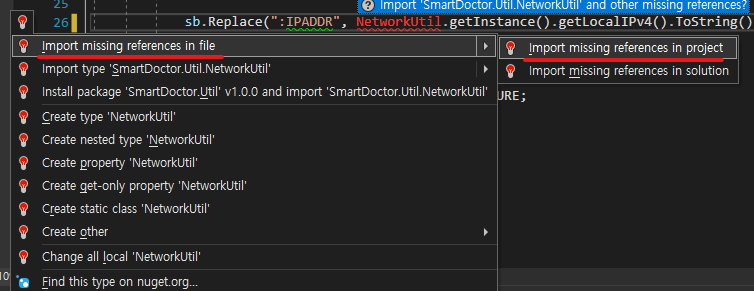 25
Import 'SmartDoctor.Util.NetworkUtil' and other missing references?
26
sb.Replace(":IPADDR", NetworkUtil.getInstance().getLocalIPv4().ToString()
Import missing references in file
Import missing references in project
Import type 'SmartDoctor.Util.NetworkUtil'
Import missing references in solution
Install package 'SmartDoctor.Util' v1.0.0 and import 'SmartDoctor.Util.NetworkUtil'
URE;
Create type 'NetworkUtil'
Create nested type 'NetworkUtil'
Create property 'NetworkUtil'
Create get-only property 'NetworkUtil'
Create static class 'NetworkUtil'
Create other
Change all local 'NetworkUtil'
Find this type on nuget.org...